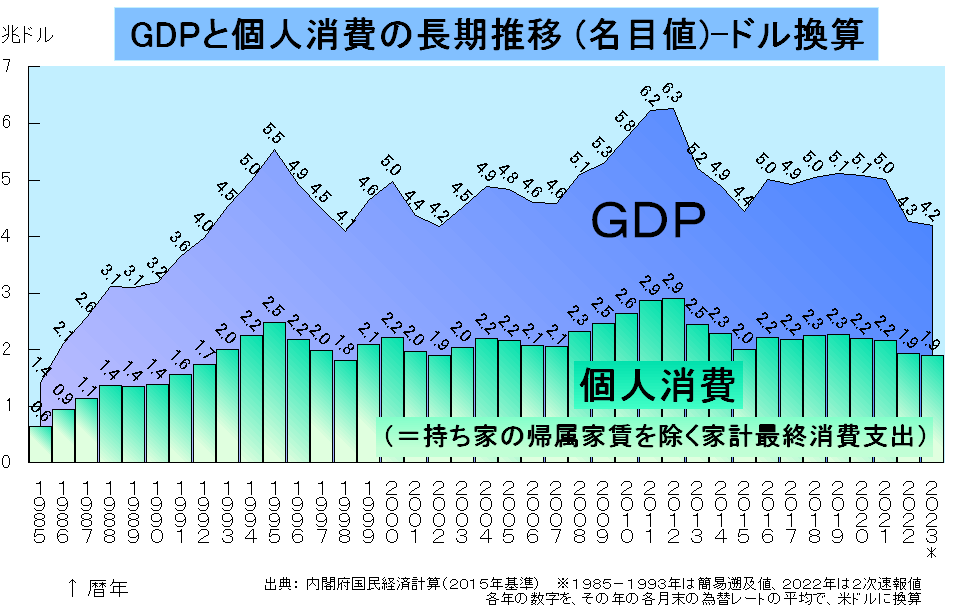 GDPと個人消費の長期推移(名目値)-ドル換算
兆ドル
7
6
5
4
3
2
1
0
1.4 2.1 2.6 3.1 3.1 3.2 3.6 4.0 4.5 5.0 5.5 4.9 4.5 4.1 4.6 5.0 4.4 4.2 4.5 4.9 4.8 4.6 4.6 5.1 5.3 5.8 6.2 6.3 5.2 4.9 4.4 5.0 4.9 5.0 5.1 5.1 5.0 4.3 4.2
GDP
0.6 0.9 1.1 1.4 1.4 1.4 1.6 1.7 2.0 2.2 2.5 2.2 2.0 1.8 2.1 2.2 2.0 1.9 2.0 2.2 2.2 2.1 2.1 2.3 2.5 2.6 2.9 2.9 2.5 2.3 2.0 2.2 2.2 2.3 2.3 2.2 2.2 1.9 1.9
個人消費
(=持ち家の帰属家賃を除く家計最終消費支出)
1985 1986 1987 1988 1989 1990 1991 1992 1993 1994 1995 1996 1997 1998 1999 2000 2001 2002 2003 2004 2005 2006 2007 2008 2009 2010 2011 2012 2013 2014 2015 2016 2017 2018 2019 2020 2021 2022 2023*
↑暦年
出典: 内閣府国民経済計算(2015年基準) ※1985-1993年は簡易遡及値、2022年は2次速報値
各年の数字を、その年の各月末の為替レートの平均で、米ドルに換算